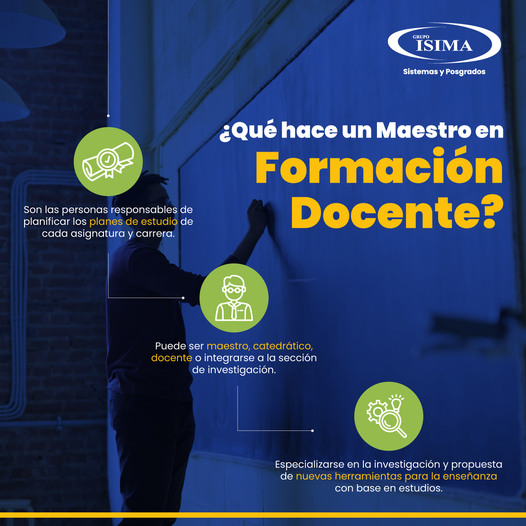 GRUPO
ISIMA
Sistemas y Posgrados
¿Qué hace un Maestro en
Formación
Docente?
Son las personas responsables de
planificar los planes de estudio de
cada asignatura y carrera.
Puede ser maestro, catedrático,
docente o integrarse a la sección
de investigación.
Especializarse en la investigación y propuesta
de nuevas herramientas para la enseñanza
con base en estudios.